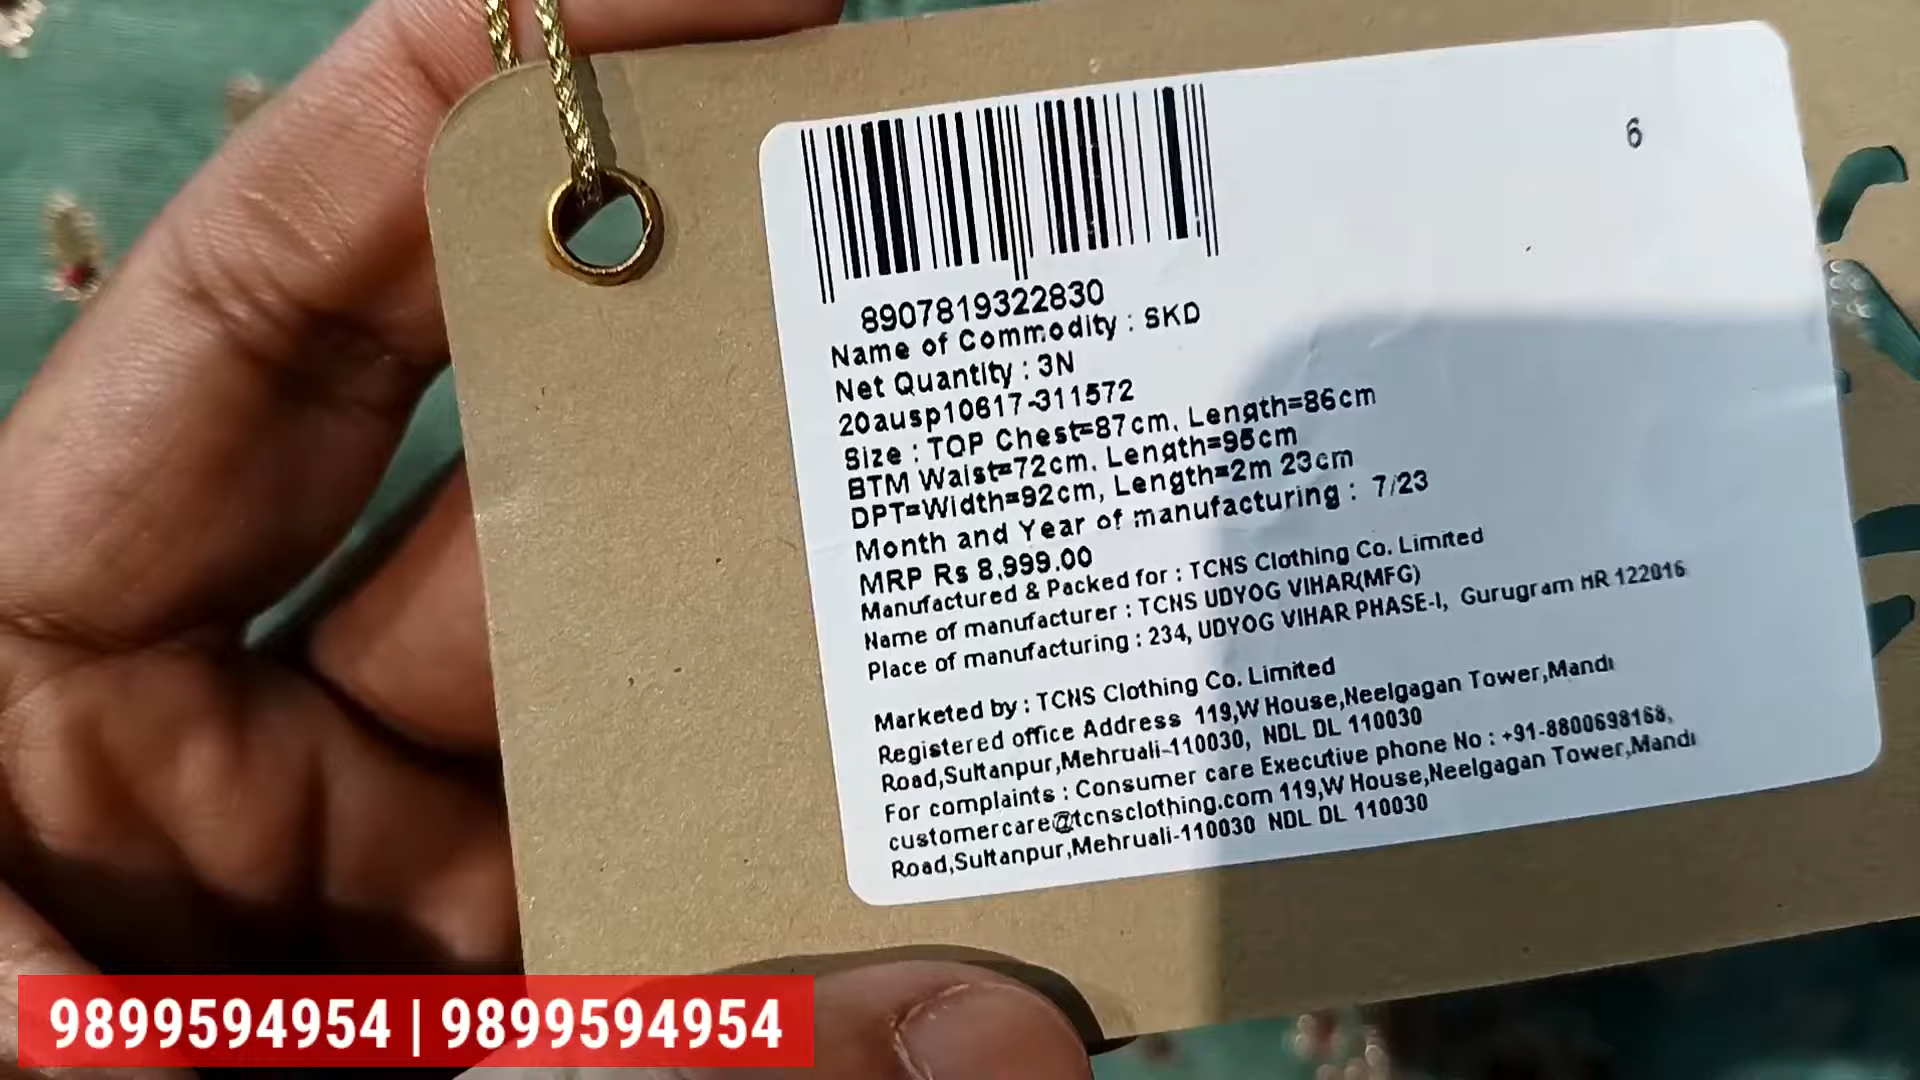 6
8907819322830
Name of Commodity : SKD
Net Quantity : 3N
20ausp10617-311572
Size : TOP Chest=87cm, Length=86cm
BTM Waist=72cm, Length=95cm
DPT=Width=92cm, Length=2m 23cm
Month and Year of manufacturing : 7/23
MRP Rs 8,999.00
Manufactured & Packed for : TCNS Clothing Co. Limited
Name of manufacturer : TCNS UDYOG VIHAR(MFG)
Place of manufacturing : 234, UDYOG VIHAR PHASE-I, Gurugram HR 122016
Marketed by : TCNS Clothing Co. Limited
Registered office Address 119,W House,Neelgagan Tower,Mandi
Road,Sultanpur,Mehruali-110030, NDL DL 110030
For complaints : Consumer care Executive phone No : +91-8800698168,
customercare@tcnsclothing.com 119,W House,Neelgagan Tower,Mandi
Road,Sultanpur,Mehruali-110030 NDL DL 110030
9899594954 | 9899594954